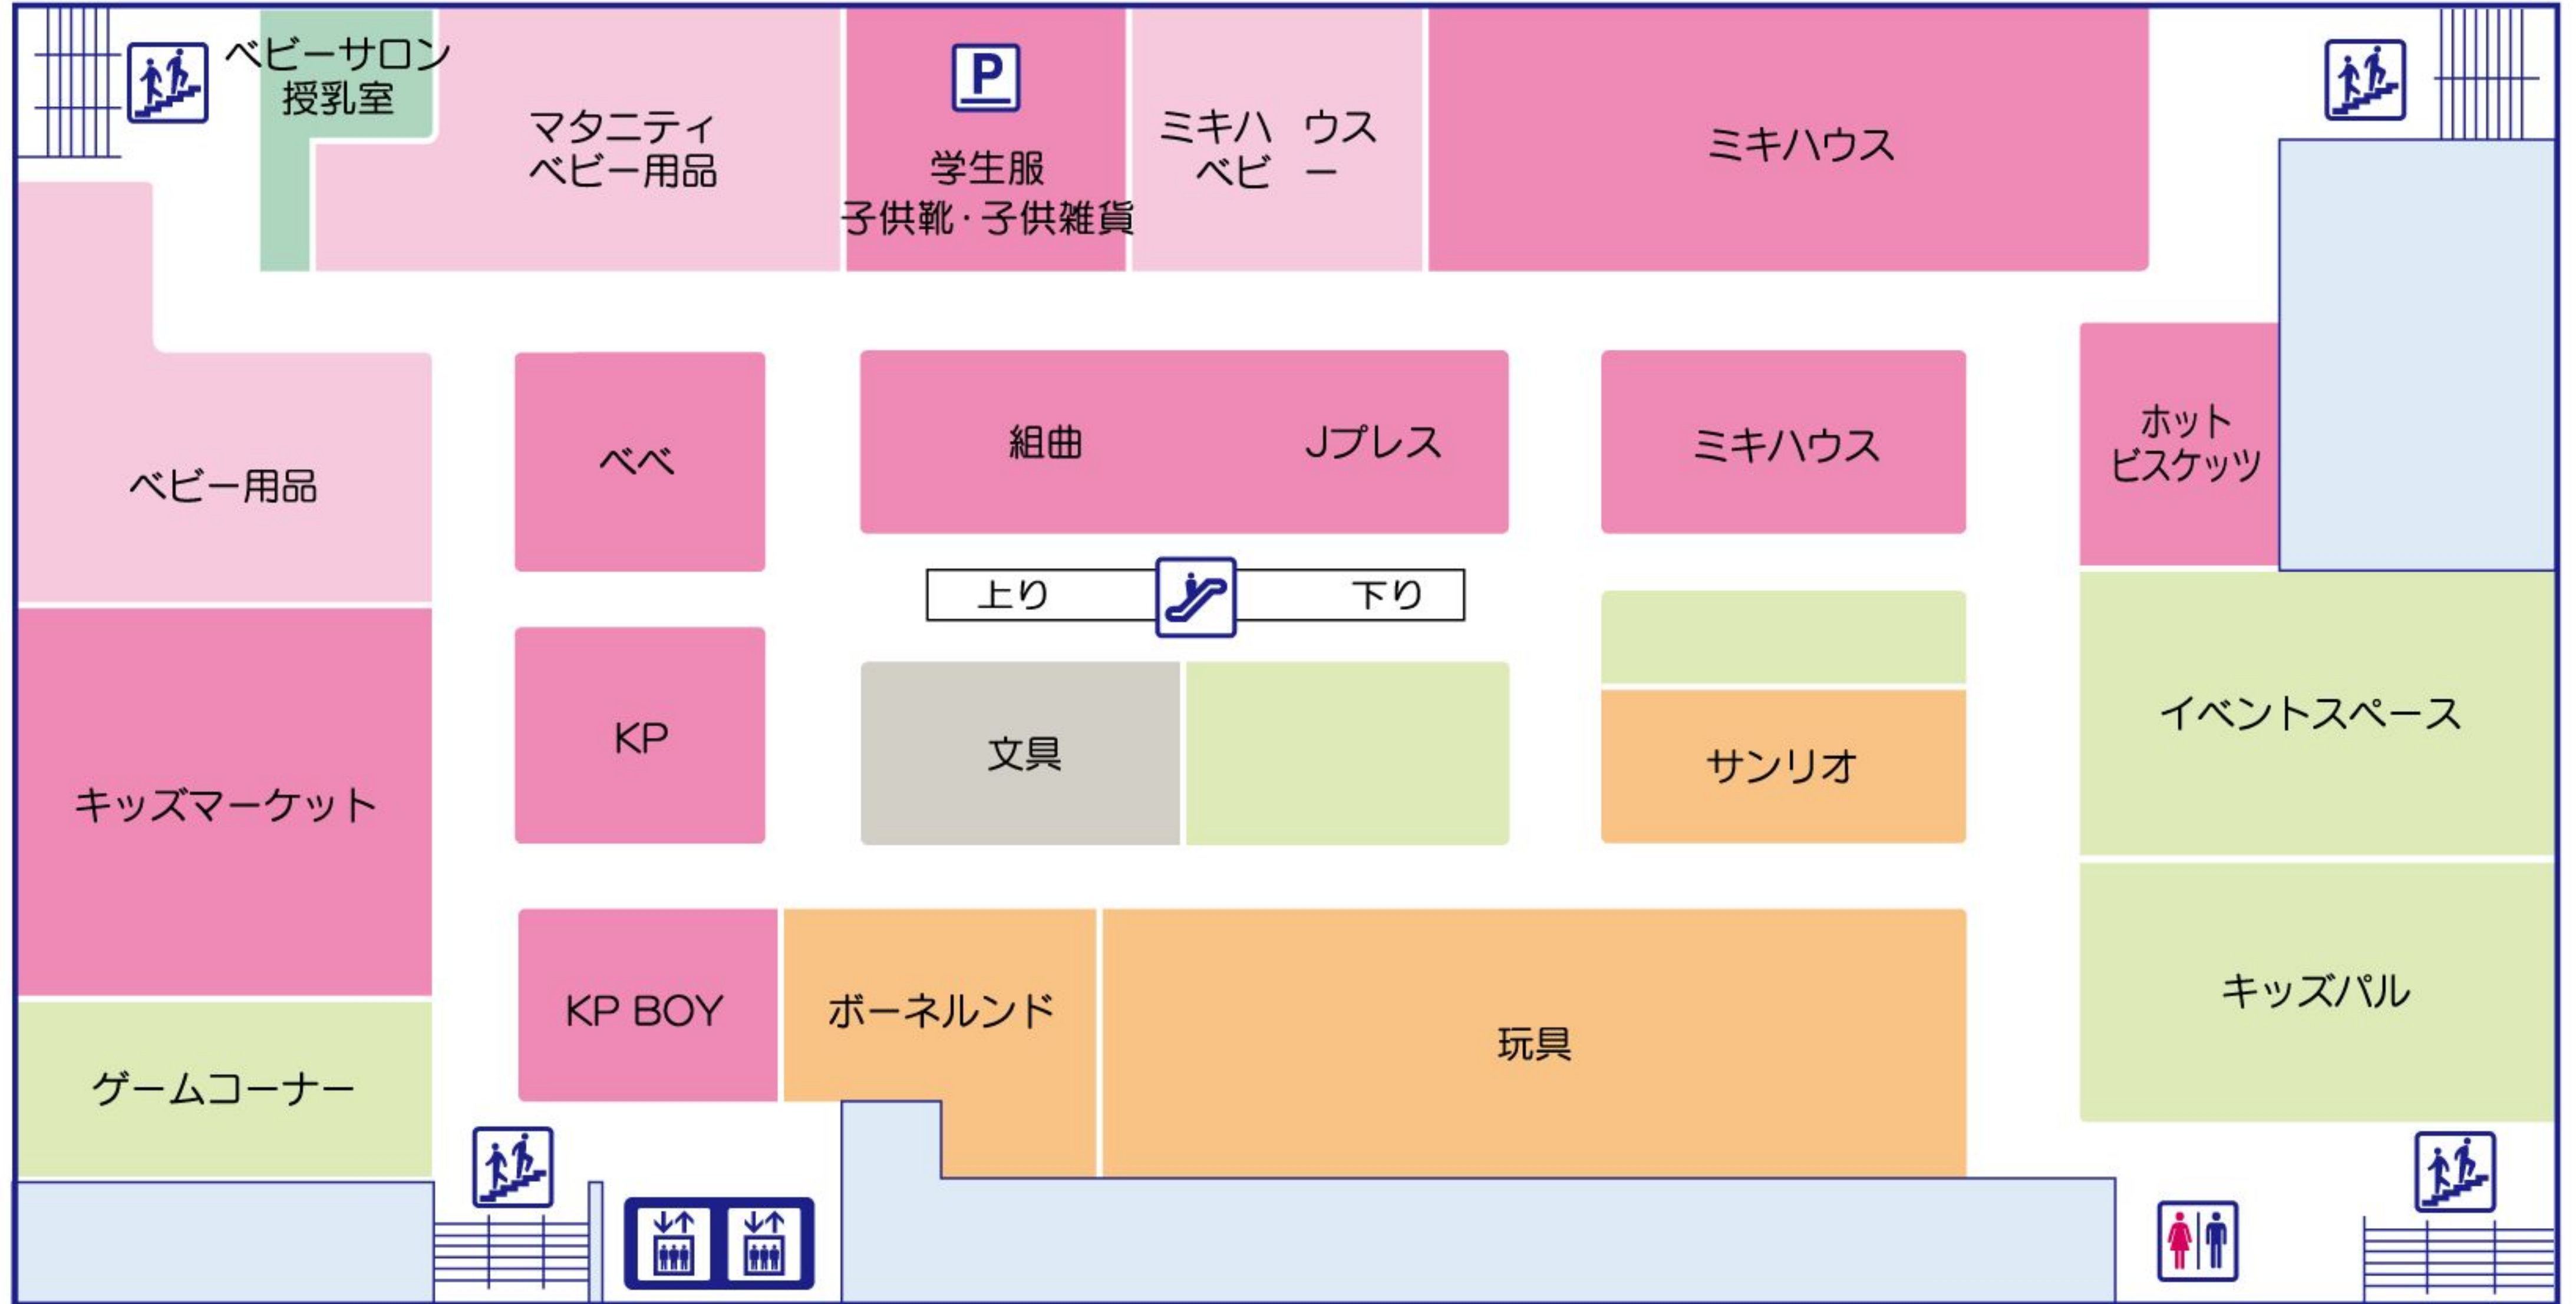 ベビーサロン
授乳室
マタニティ
ベビー用品
P
学生服
子供靴・子供雑貨
ミキハ ウス
ベビ ー
ミキハウス
ベビー用品
べべ
組曲
Jプレス
ミキハウス
ホット
ビスケッツ
上り
下り
キッズマーケット
KP
文具
サンリオ
イベントスペース
KP BOY
ボーネルンド
玩具
キッズパル
ゲームコーナー